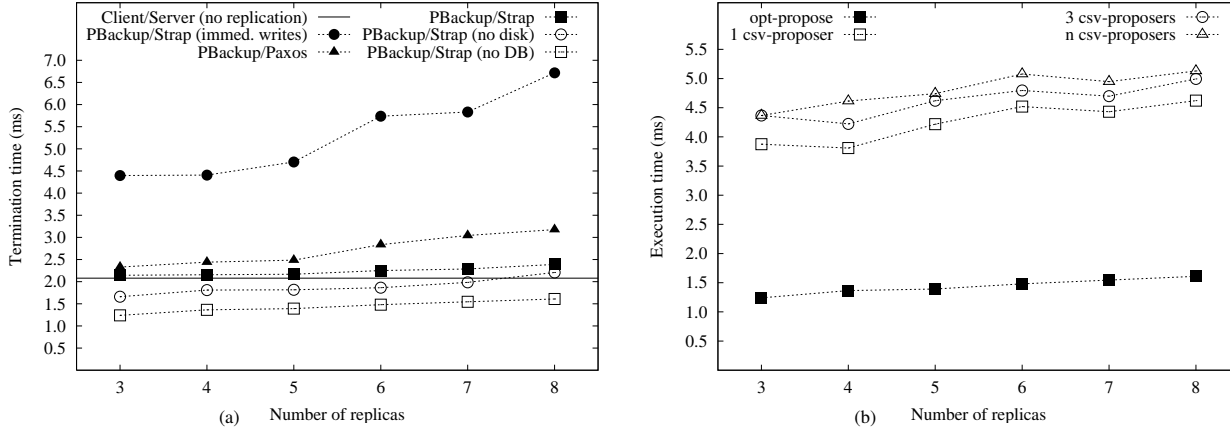 Client/Server (no replication)
PBackup/Strap (immed. writes)
PBackup/Paxos
PBackup/Strap
PBackup/Strap (no disk)
PBackup/Strap (no DB)
Termination time (ms)
7.0
6.5
6.0
5.5
5.0
4.5
4.0
3.5
3.0
2.5
2.0
1.5
1.0
0.5
3 4 5 6 7 8
(a) Number of replicas
opt-propose
1 csv-proposer
3 csv-proposers
n csv-proposers
Execution time (ms)
5.5
5.0
4.5
4.0
3.5
3.0
2.5
2.0
1.5
1.0
0.5
3 4 5 6 7 8
(b) Number of replicas